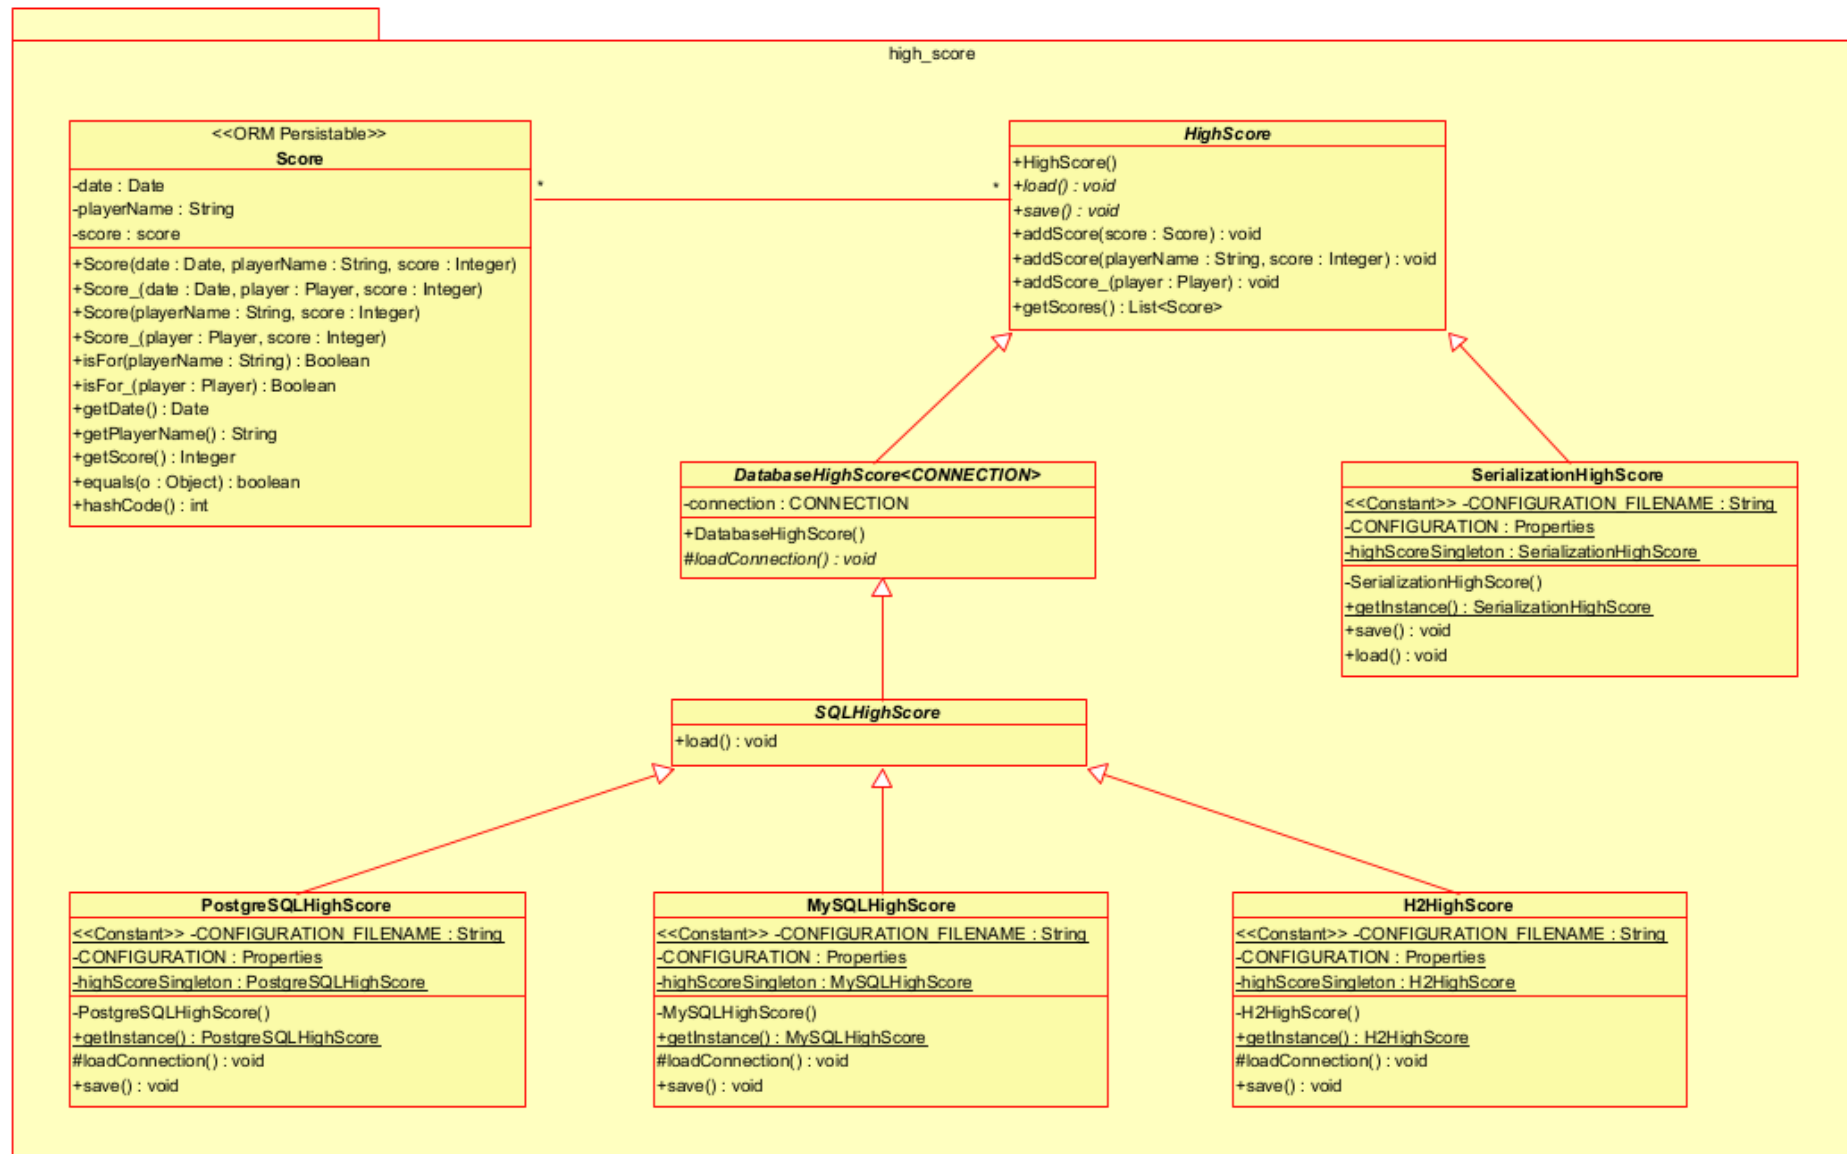 high_score
<<ORM Persistable>>
Score
-date : Date
-playerName : String
-score : score
+Score(date : Date, playerName : String, score : Integer)
+Score_(date : Date, player : Player, score : Integer)
+Score(playerName : String, score : Integer)
+Score_(player : Player, score : Integer)
+isFor(playerName : String) : Boolean
+isFor_(player : Player) : Boolean
+getDate() : Date
+getPlayerName() : String
+getScore() : Integer
+equals(o : Object) : boolean
+hashCode() : int
*
*
HighScore
+HighScore()
+load() : void
+save() : void
+addScore(score : Score) : void
+addScore(playerName : String, score : Integer) : void
+addScore_(player : Player) : void
+getScores() : List<Score>
DatabaseHighScore<CONNECTION>
-connection : CONNECTION
+DatabaseHighScore()
#loadConnection() : void
SerializationHighScore
<<Constant>> -CONFIGURATION_FILENAME : String
-CONFIGURATION : Properties
-highScoreSingleton : SerializationHighScore
-SerializationHighScore()
+getInstance() : SerializationHighScore
+save() : void
+load() : void
SQLHighScore
+load() : void
PostgreSQLHighScore
<<Constant>> -CONFIGURATION_FILENAME : String
-CONFIGURATION : Properties
-highScoreSingleton : PostgreSQLHighScore
-PostgreSQLHighScore()
+getInstance() : PostgreSQLHighScore
#loadConnection() : void
+save() : void
MySQLHighScore
<<Constant>> -CONFIGURATION_FILENAME : String
-CONFIGURATION : Properties
-highScoreSingleton : MySQLHighScore
-MySQLHighScore()
+getInstance() : MySQLHighScore
#loadConnection() : void
+save() : void
H2HighScore
<<Constant>> -CONFIGURATION_FILENAME : String
-CONFIGURATION : Properties
-highScoreSingleton : H2HighScore
-H2HighScore()
+getInstance() : H2HighScore
#loadConnection() : void
+save() : void